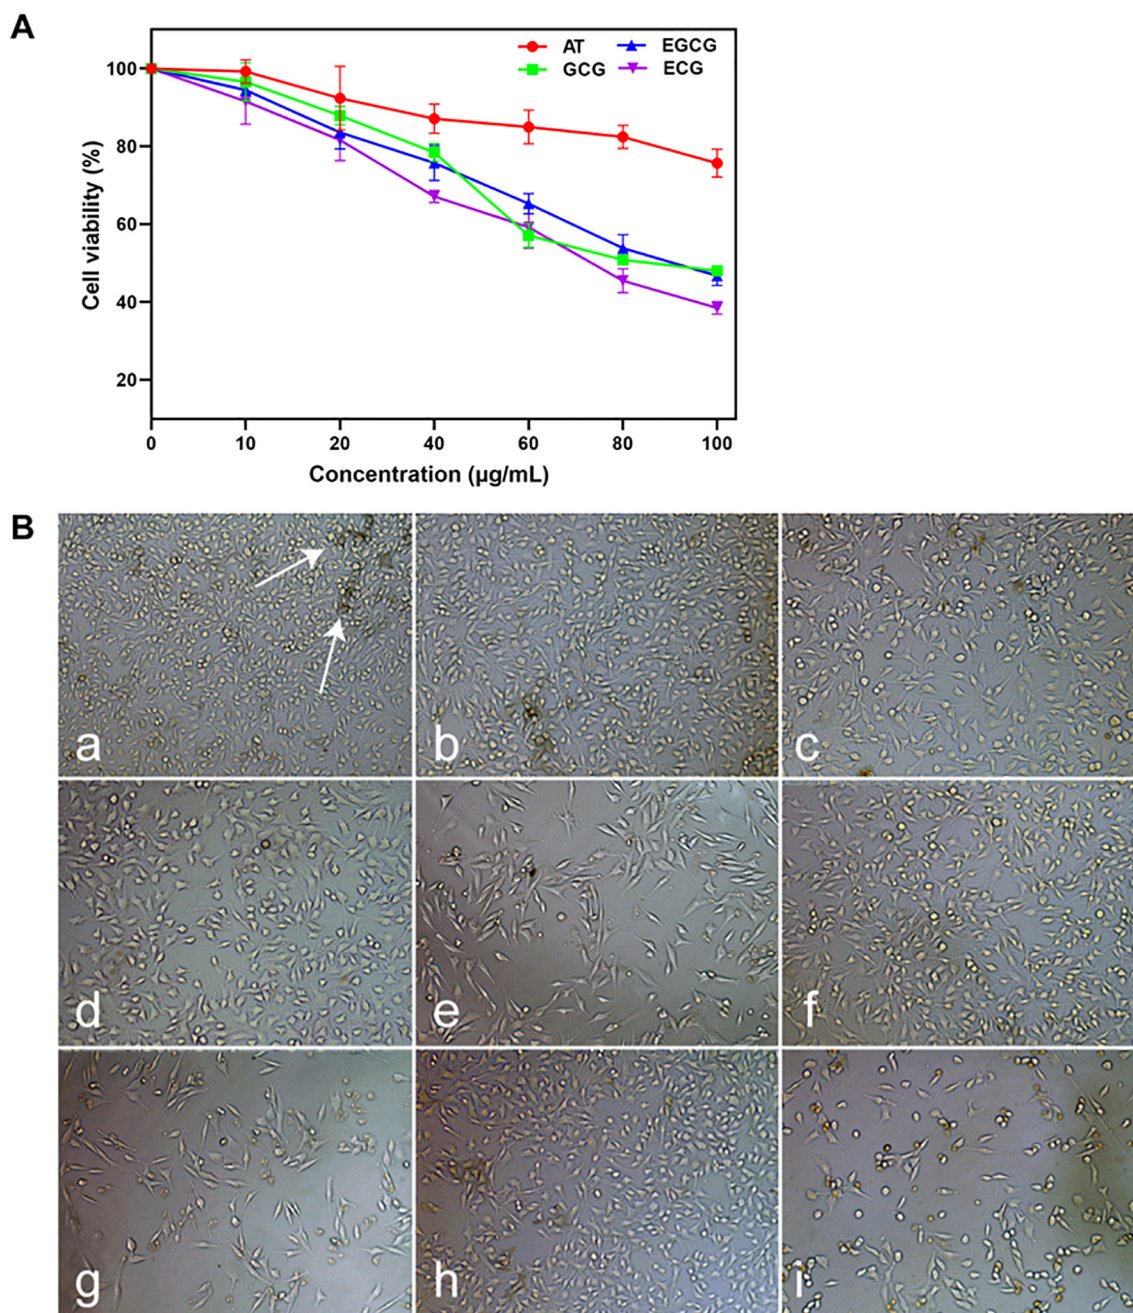 A
AT EGCG
GCG ECG
100
80
60
40
20
Cell viability (%)
0 10 20 40 60 80 100
Concentration (µg/mL)
B
a b c
d e f
g h i